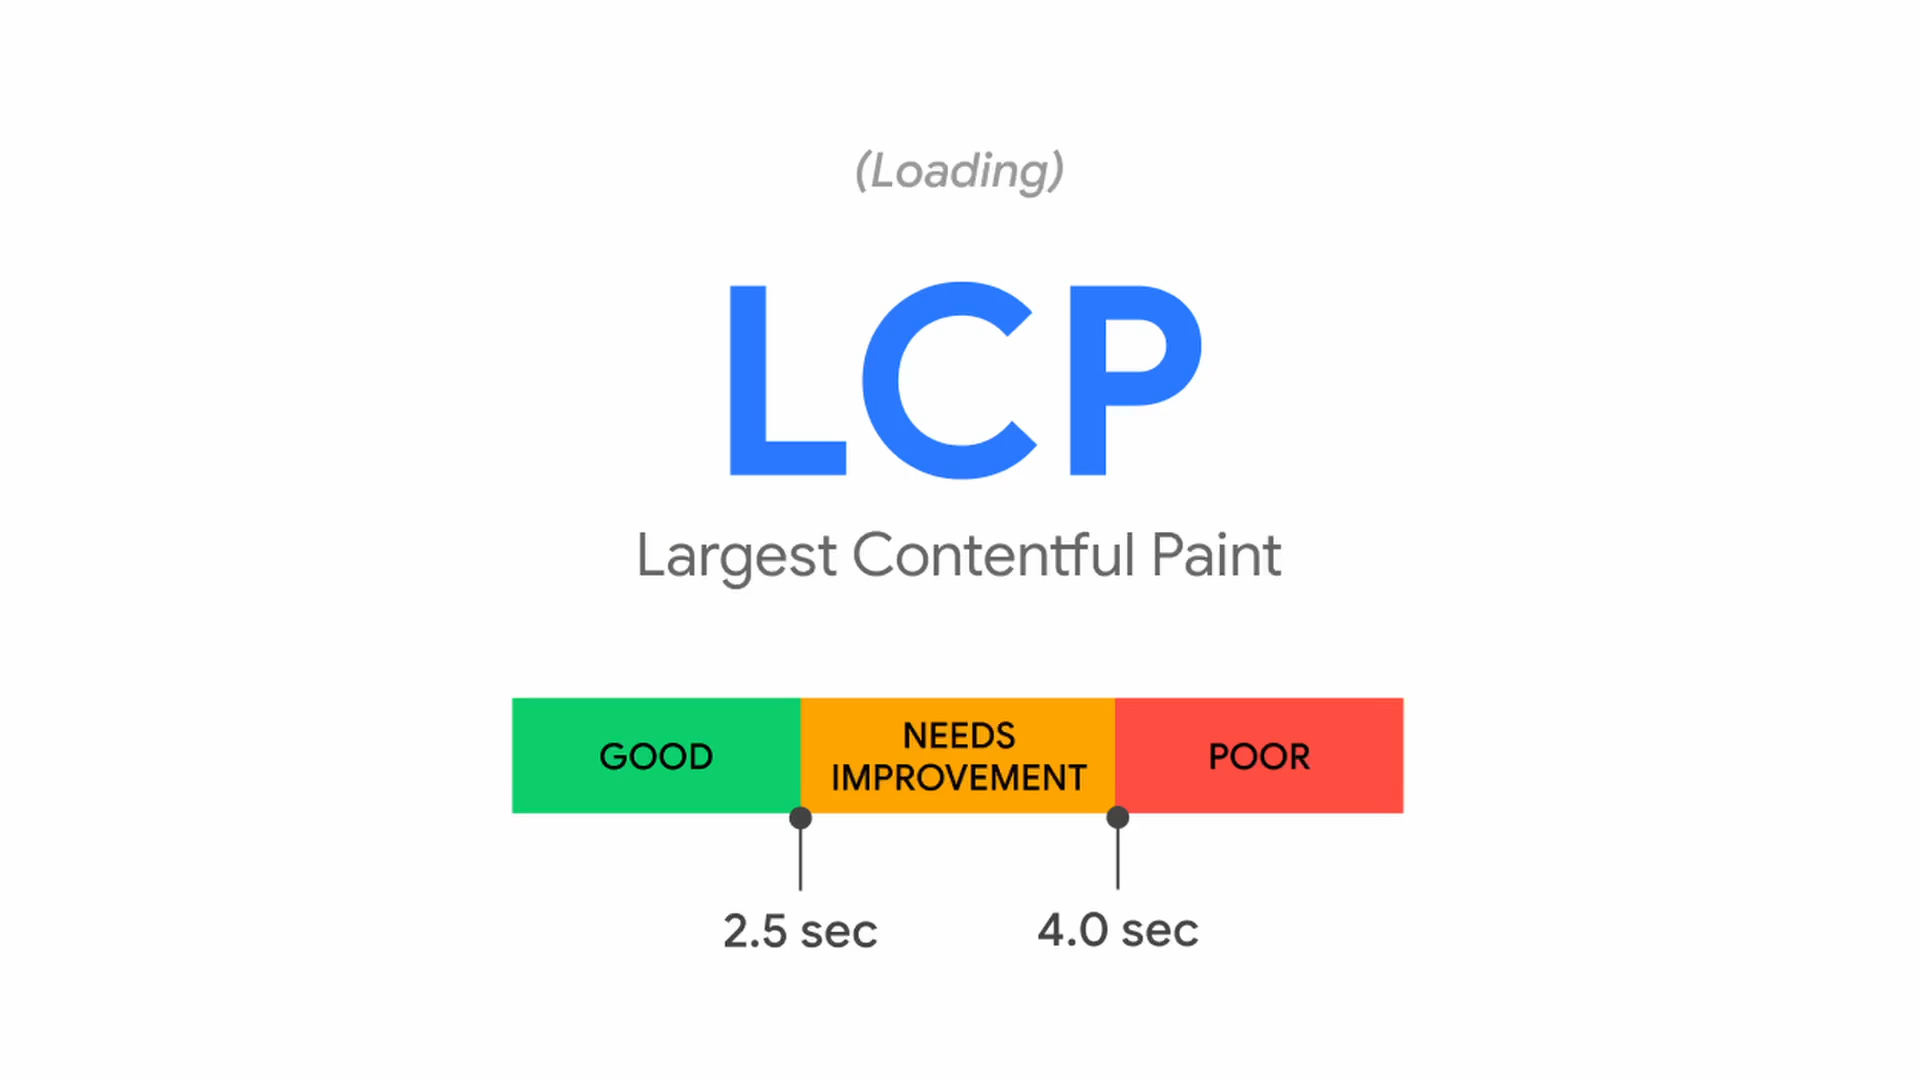 (Loading)
LCP
Largest Contentful Paint
GOOD
NEEDS
IMPROVEMENT
POOR
2.5 sec
4.0 sec